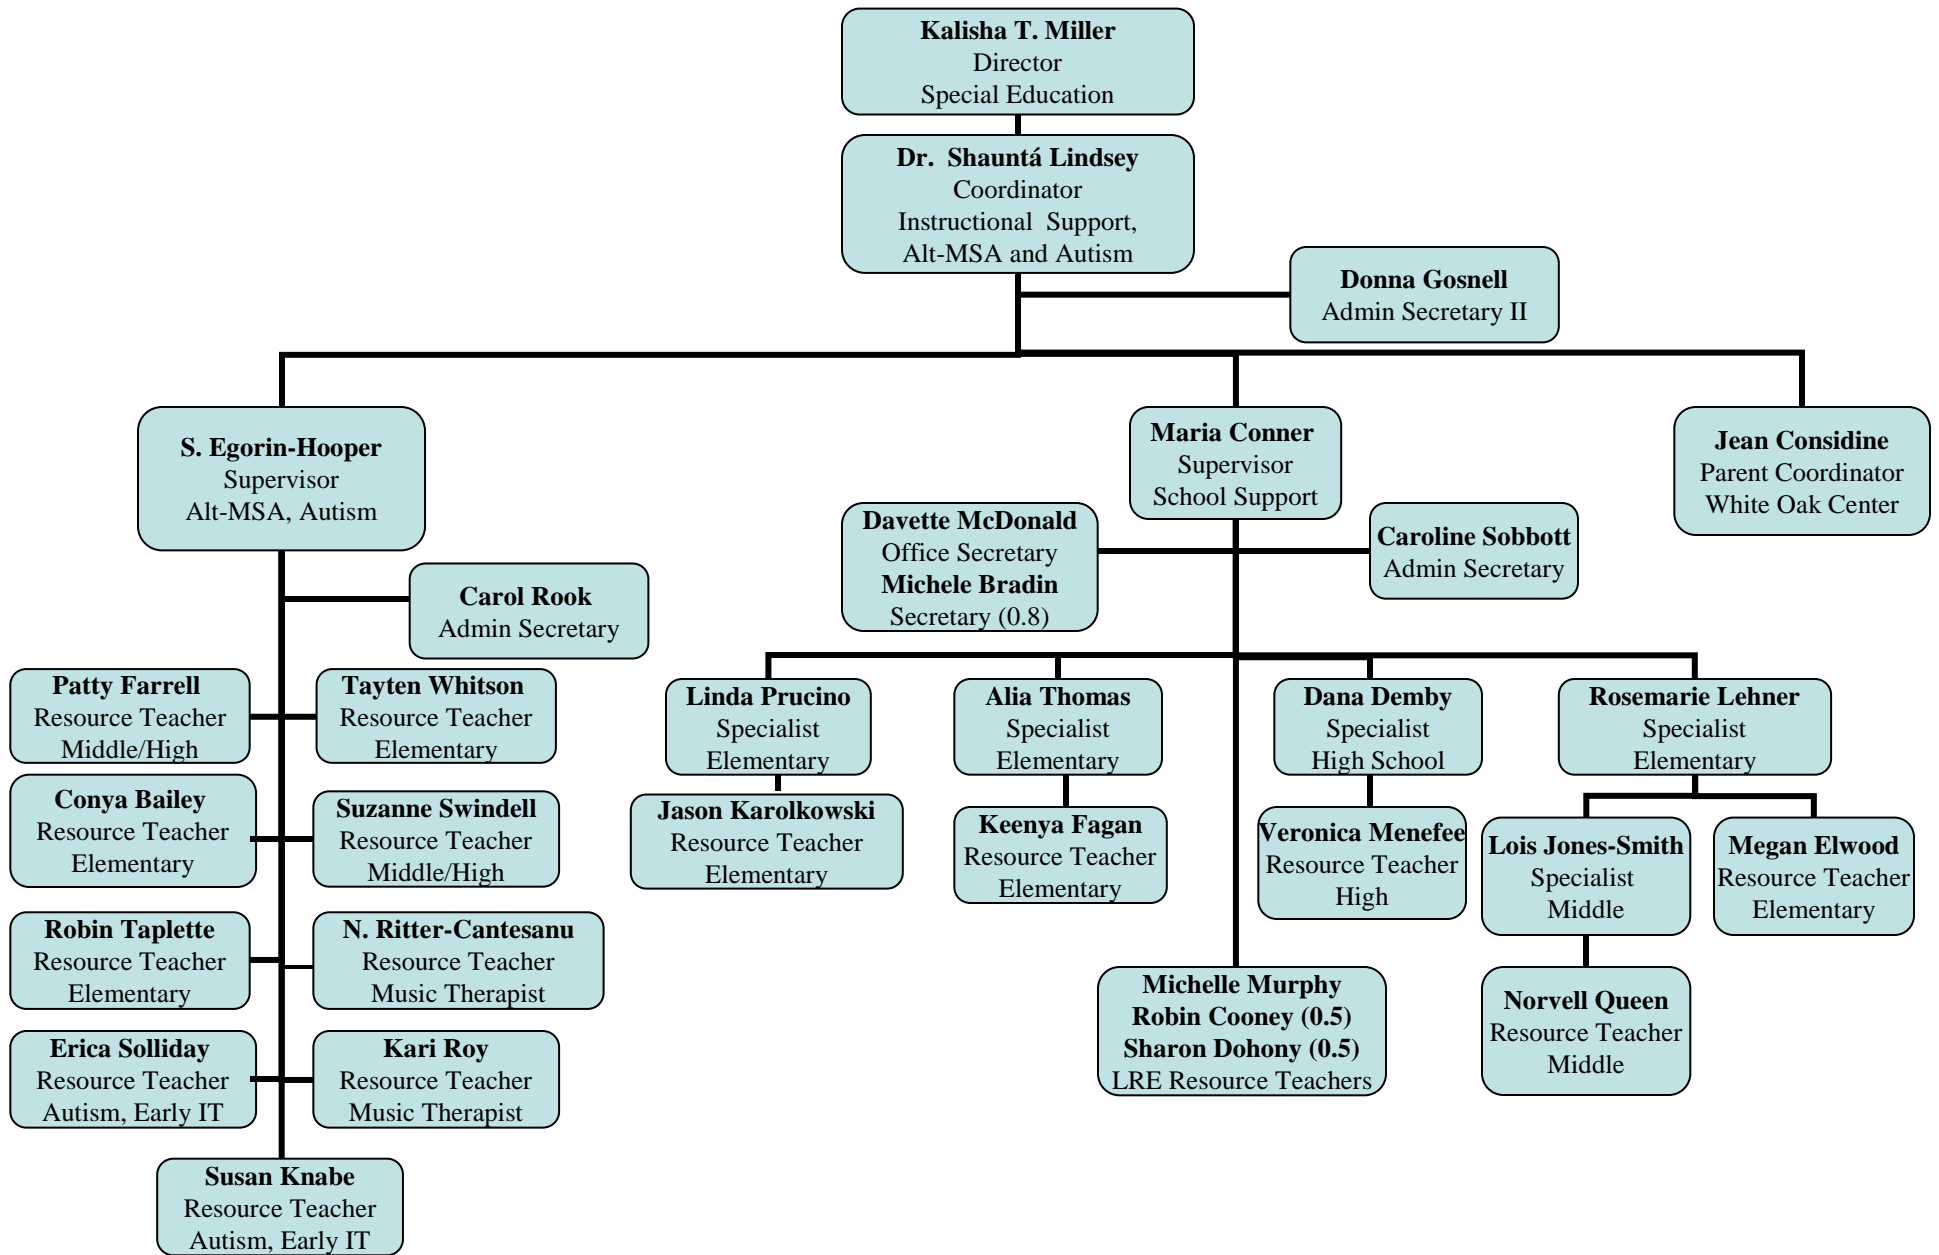 Kalisha T. Miller
Director
Special Education
Dr. Shauntá Lindsey
Coordinator
Instructional Support,
Alt-MSA and Autism
Donna Gosnell
Admin Secretary II
S. Egorin-Hooper
Supervisor
Alt-MSA, Autism
Maria Conner
Supervisor
School Support
Jean Considine
Parent Coordinator
White Oak Center
Davette McDonald
Office Secretary
Michele Bradin
Secretary (0.8)
Caroline Sobbott
Admin Secretary
Carol Rook
Admin Secretary
Patty Farrell
Resource Teacher
Middle/High
Tayten Whitson
Resource Teacher
Elementary
Conya Bailey
Resource Teacher
Elementary
Suzanne Swindell
Resource Teacher
Middle/High
Robin Taplette
Resource Teacher
Elementary
N. Ritter-Cantesanu
Resource Teacher
Music Therapist
Erica Solliday
Resource Teacher
Autism, Early IT
Kari Roy
Resource Teacher
Music Therapist
Susan Knabe
Resource Teacher
Autism, Early IT
Linda Prucino
Specialist
Elementary
Jason Karolkowski
Resource Teacher
Elementary
Alia Thomas
Specialist
Elementary
Keenya Fagan
Resource Teacher
Elementary
Dana Demby
Specialist
High School
Veronica Menefee
Resource Teacher
High
Rosemarie Lehner
Specialist
Elementary
Lois Jones-Smith
Specialist
Middle
Megan Elwood
Resource Teacher
Elementary
Norvell Queen
Resource Teacher
Middle
Michelle Murphy
Robin Cooney (0.5)
Sharon Dohony (0.5)
LRE Resource Teachers